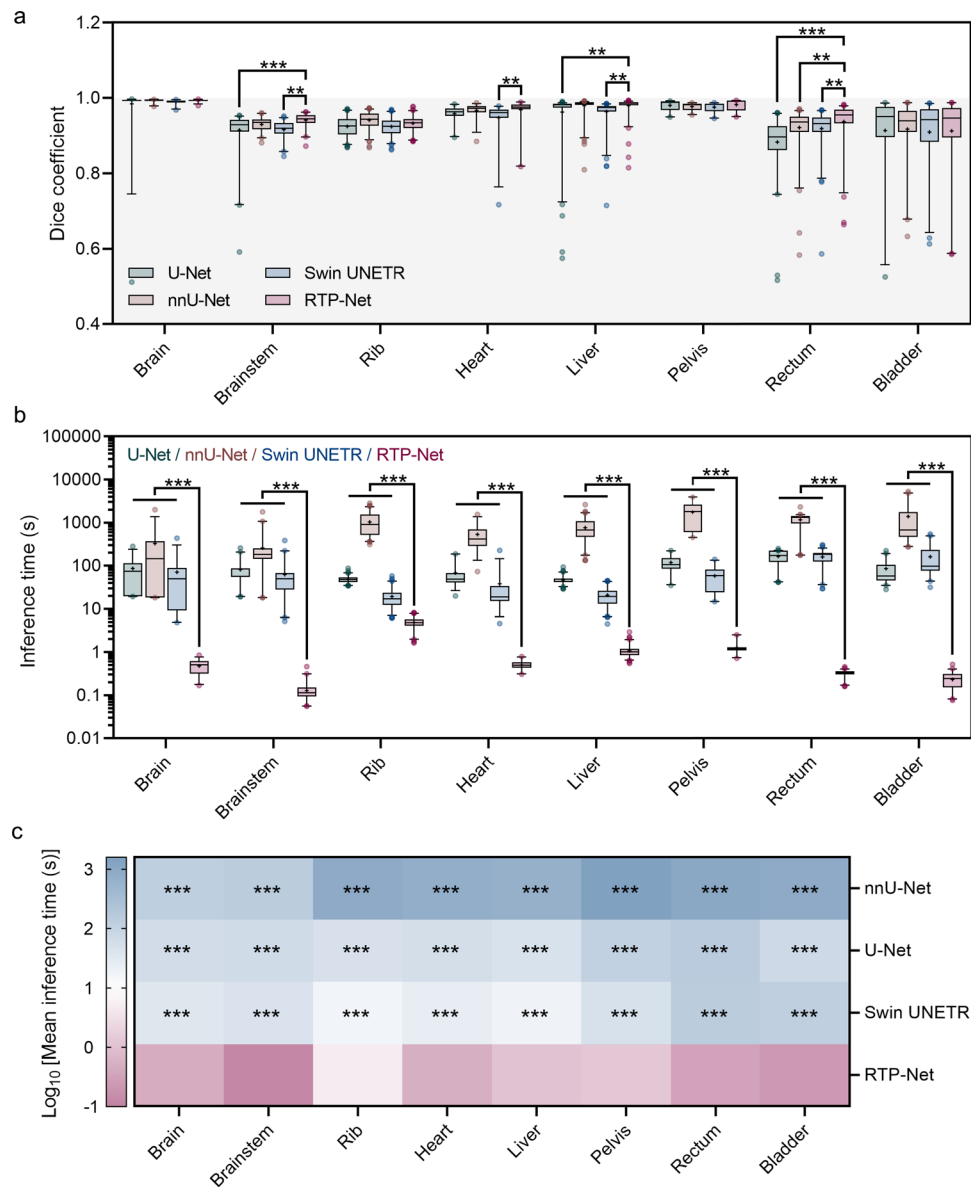 a
1.2
1.0
0.8
0.6
0.4
Dice coefficient
*** ** ** ** ** *** ** **
U-Net Swin UNETR
nnU-Net RTP-Net
Brain Brainstem Rib Heart Liver Pelvis Rectum Bladder
b
100000
10000
1000
100
10
1
0.1
0.01
Inference time (s)
U-Net / nnU-Net / Swin UNETR / RTP-Net
*** *** *** *** *** *** *** ***
Brain Brainstem Rib Heart Liver Pelvis Rectum Bladder
c
3
2
1
0
-1
Log10 [Mean inference time (s)]
*** *** *** *** *** *** *** *** nnU-Net
*** *** *** *** *** *** *** *** U-Net
*** *** *** *** *** *** *** *** Swin UNETR
RTP-Net
Brain Brainstem Rib Heart Liver Pelvis Rectum Bladder